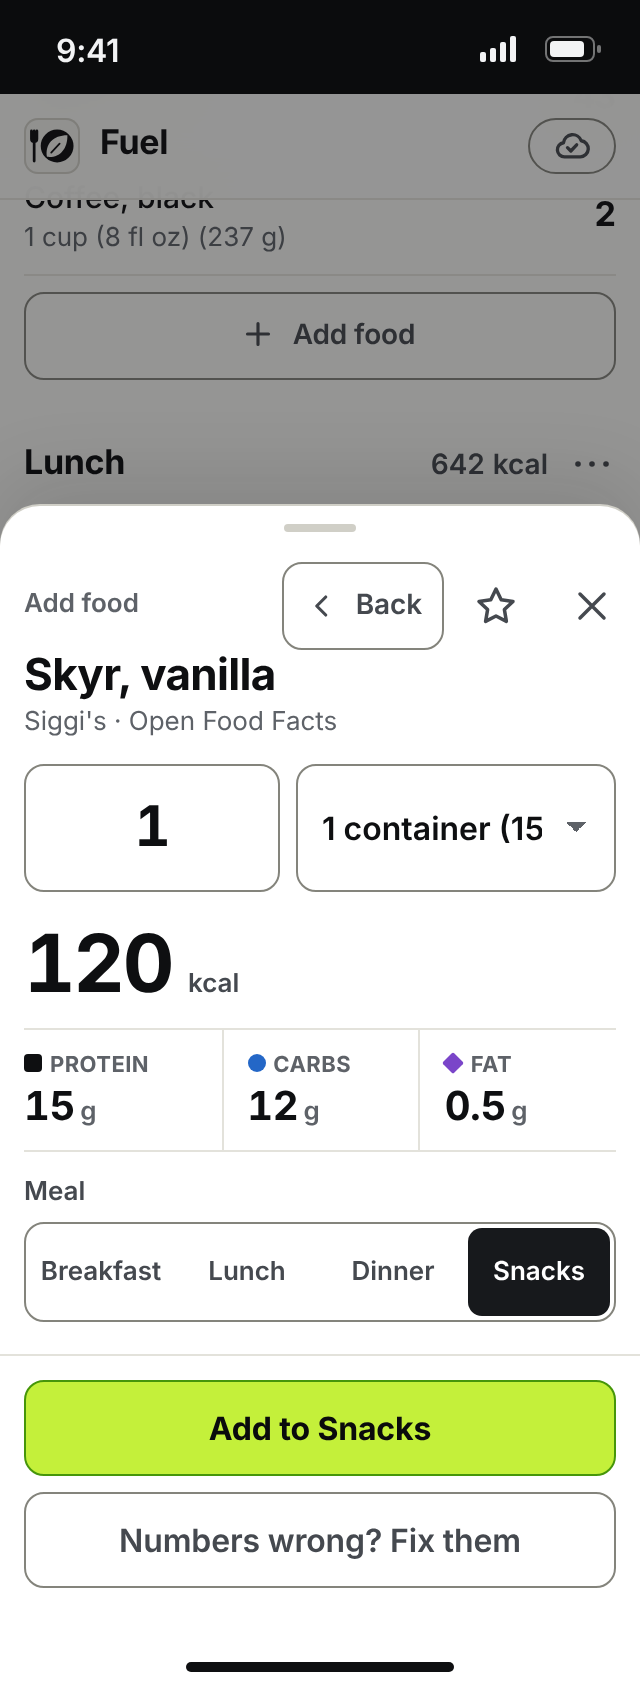 9:41
Fuel
Coffee, black
2
1 cup (8 fl oz) (237 g)
Add food
Lunch
642 kcal
Add food
Back
Skyr, vanilla
Siggi's · Open Food Facts
1
1 container (15
120 kcal
PROTEIN
15 g
CARBS
12 g
FAT
0.5 g
Meal
Breakfast
Lunch
Dinner
Snacks
Add to Snacks
Numbers wrong? Fix them